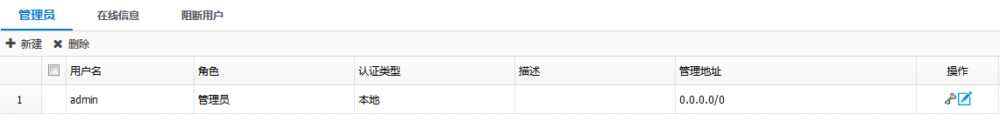 管理员 在线信息 阻断用户
新建 删除
用户名 角色 认证类型 描述 管理地址 操作
1 admin 管理员 本地 0.0.0.0/0